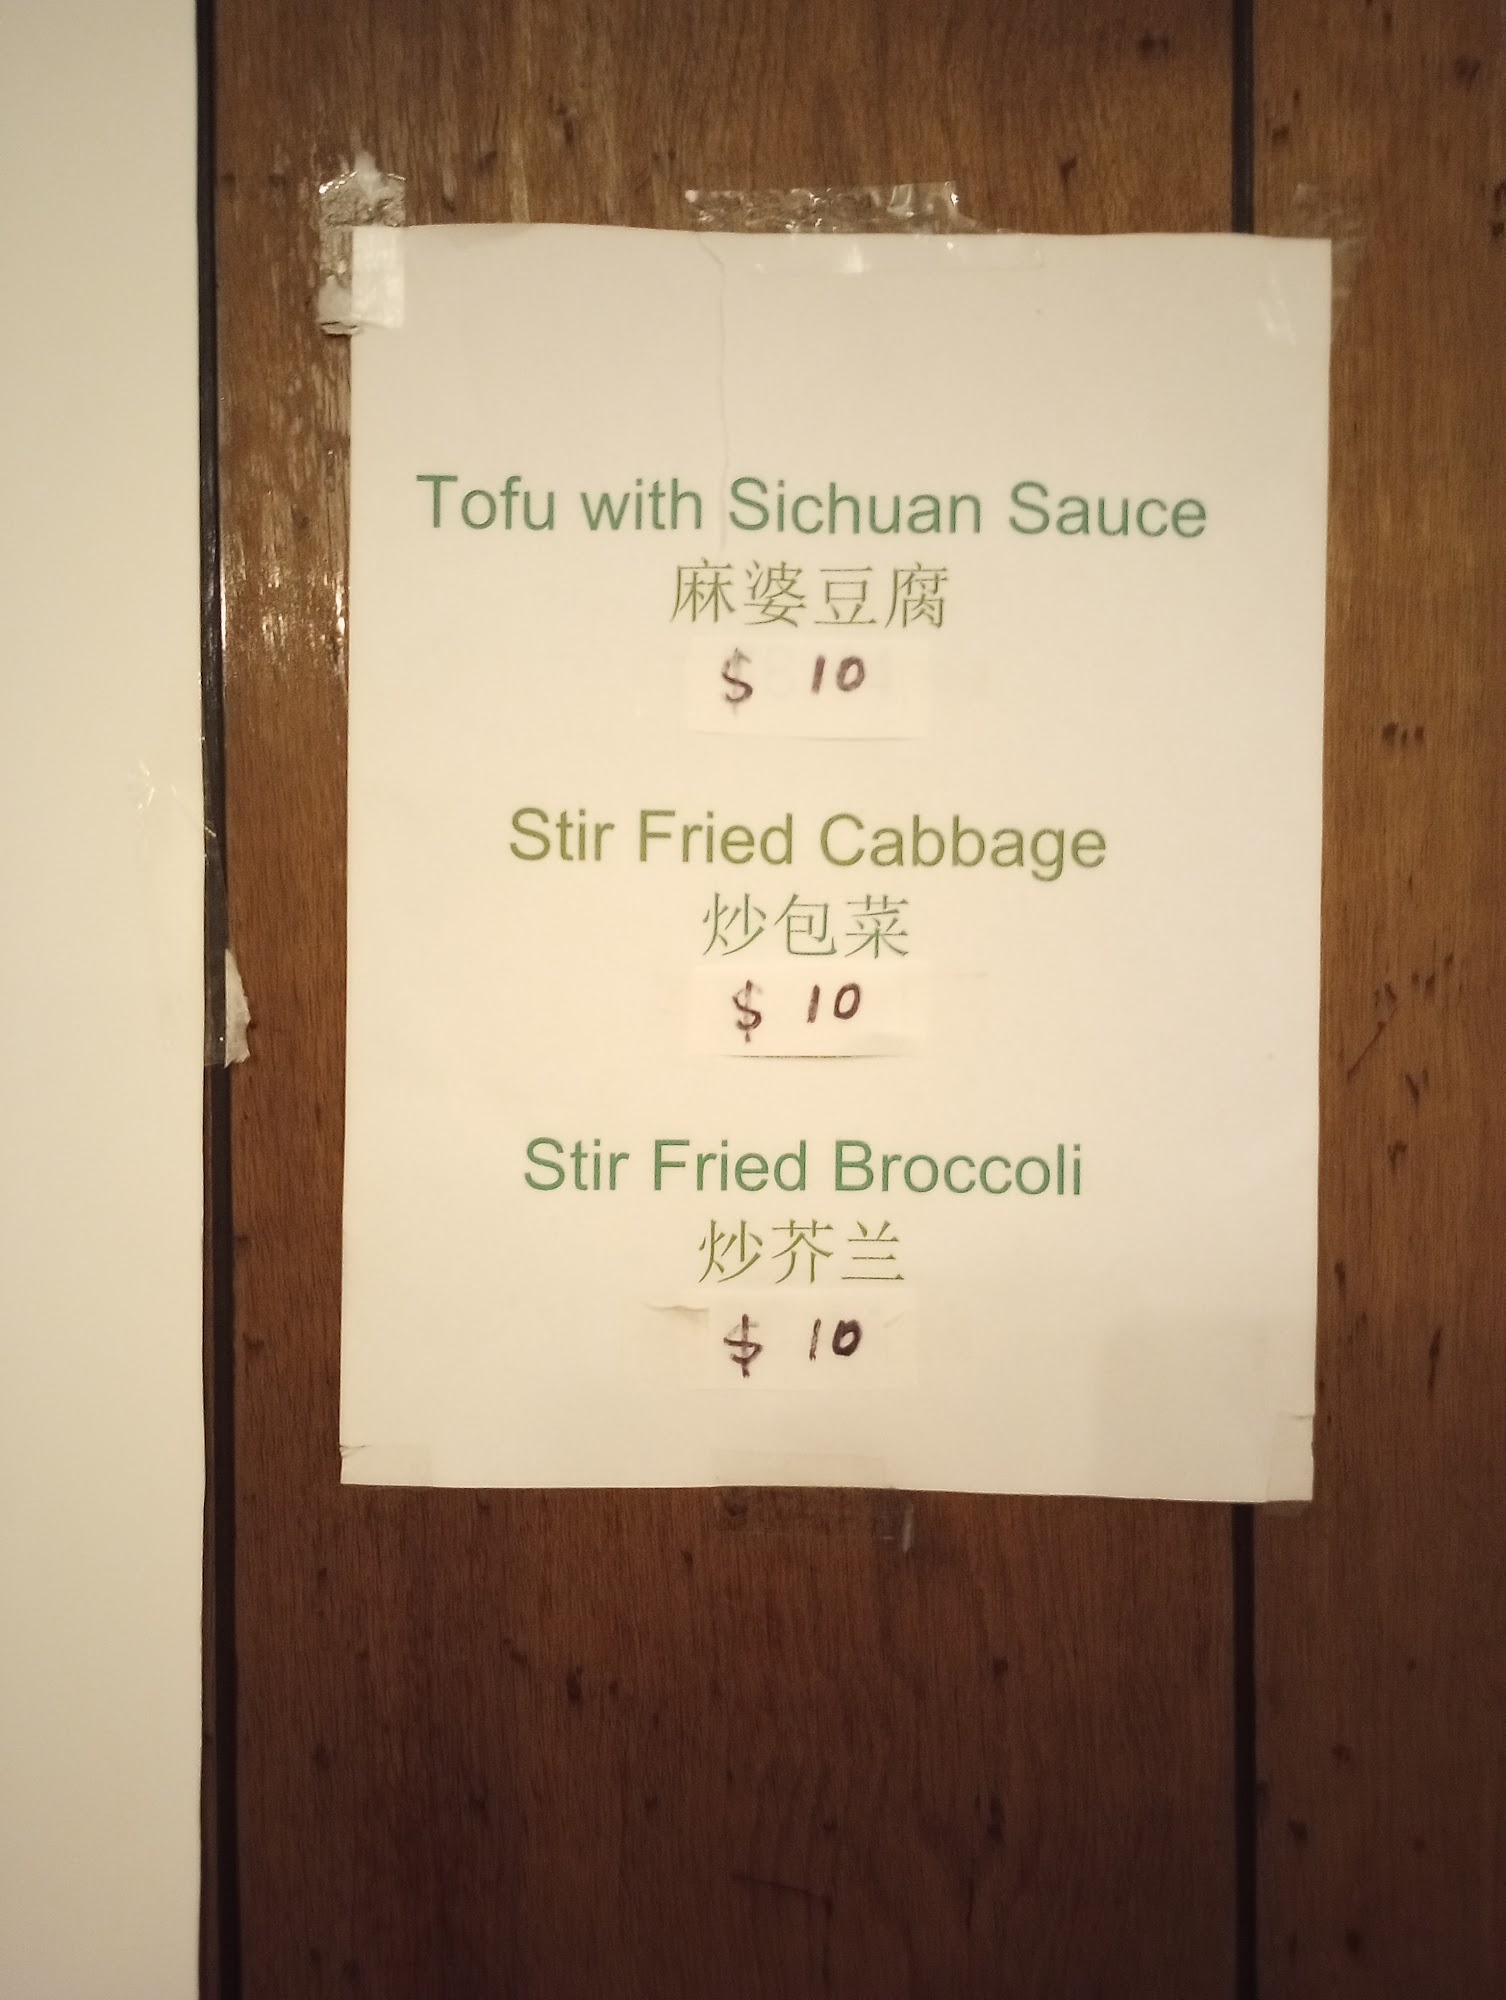 Tofu with Sichuan Sauce
麻婆豆腐
$ 10
Stir Fried Cabbage
炒包菜
$ 10
Stir Fried Broccoli
炒芥兰
$ 10